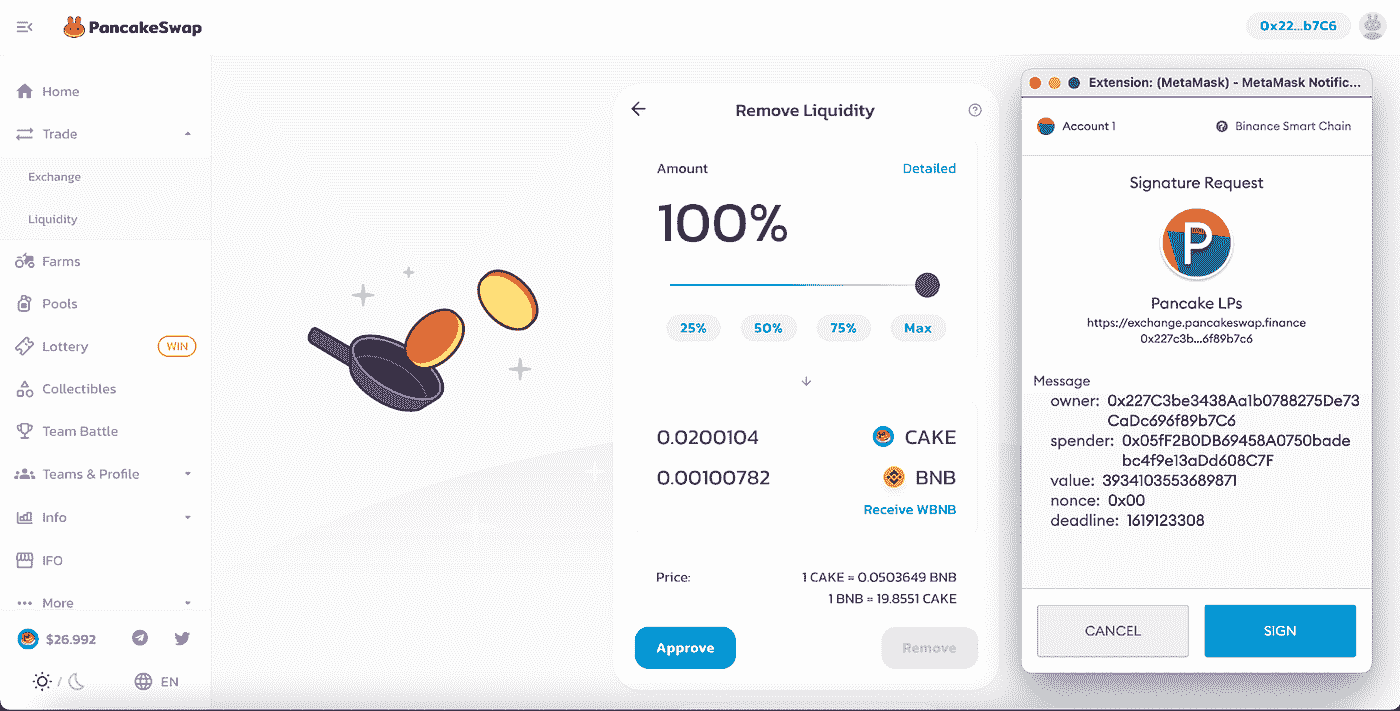 PancakeSwap
0x22...b7C6
Home
Trade
Exchange
Liquidity
Farms
Pools
Lottery
WIN
Collectibles
Team Battle
Teams & Profile
Info
IFO
More
$26.992
/
EN
Remove Liquidity
?
Amount
Detailed
100%
25%
50%
75%
Max
0.0200104
CAKE
0.00100782
BNB
Receive WBNB
Price:
1 CAKE = 0.0503649 BNB
1 BNB = 19.8551 CAKE
Approve
Remove
Extension: (MetaMask) - MetaMask Notific...
Account 1
? Binance Smart Chain
Signature Request
P
Pancake LPs
https://exchange.pancakeswap.finance
0x227c3b...6f89b7c6
Message
owner: 0x227C3be3438Aa1b0788275De73
CaDc696f89b7C6
spender: 0x05fF2B0DB69458A0750bade
bc4f9e13aDd608C7F
value: 3934103553689871
nonce: 0x00
deadline: 1619123308
CANCEL
SIGN